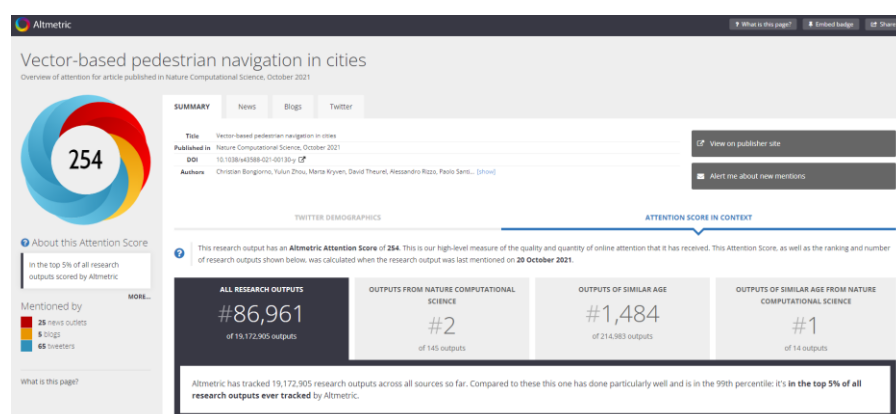 Altmetric
? What is this page?
Embed badge
Share
Vector-based pedestrian navigation in cities
Overview of attention for article published in Nature Computational Science, October 2021
254
SUMMARY News Blogs Twitter
Title Vector-based pedestrian navigation in cities
Published in Nature Computational Science, October 2021
DOI 10.1038/s43588-021-00130-y
Authors Christian Bongiorno, Yulun Zhou, Marta Kryven, David Theurel, Alessandro Rizzo, Paolo Santi... [show]
View on publisher site
Alert me about new mentions
TWITTER DEMOGRAPHICS
ATTENTION SCORE IN CONTEXT
? About this Attention Score
In the top 5% of all research
outputs scored by Altmetric
MORE...
Mentioned by
25 news outlets
5 blogs
65 tweeters
What is this page?
? This research output has an Altmetric Attention Score of 254. This is our high-level measure of the quality and quantity of online attention that it has received. This Attention Score, as well as the ranking and number
of research outputs shown below, was calculated when the research output was last mentioned on 20 October 2021.
ALL RESEARCH OUTPUTS
#86,961
of 19,172,905 outputs
OUTPUTS FROM NATURE COMPUTATIONAL
SCIENCE
#2
of 145 outputs
OUTPUTS OF SIMILAR AGE
#1,484
of 214,983 outputs
OUTPUTS OF SIMILAR AGE FROM NATURE
COMPUTATIONAL SCIENCE
#1
of 14 outputs
Altmetric has tracked 19,172,905 research outputs across all sources so far. Compared to these this one has done particularly well and is in the 99th percentile: it's in the top 5% of all
research outputs ever tracked by Altmetric.